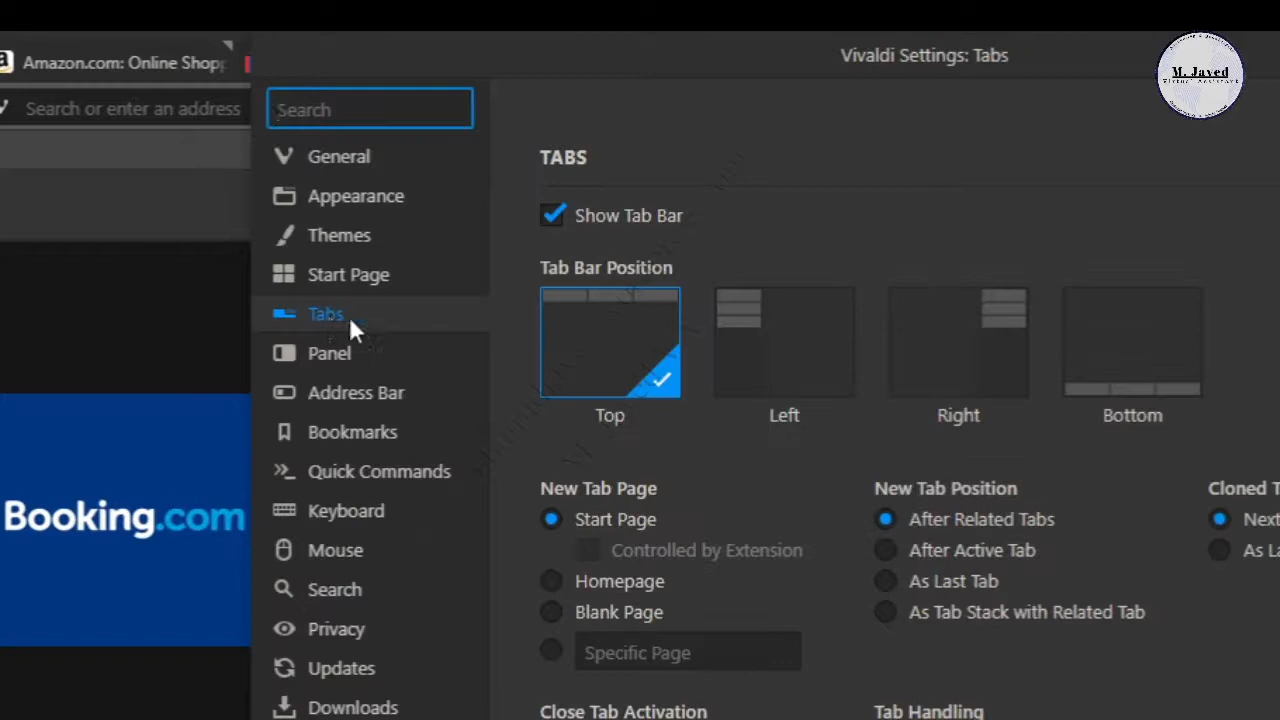 Amazon.com: Online Shop
Vivaldi Settings: Tabs
M. Javed
Virtual Assistant
Search or enter an address
Search
General
Appearance
Themes
Start Page
Tabs
Panel
Address Bar
Bookmarks
Quick Commands
Keyboard
Mouse
Search
Privacy
Updates
Downloads
TABS
Show Tab Bar
Tab Bar Position
Top
Left
Right
Bottom
New Tab Page
Start Page
Controlled by Extension
Homepage
Blank Page
Specific Page
New Tab Position
After Related Tabs
After Active Tab
As Last Tab
As Tab Stack with Related Tab
Cloned T
Next
As La
Close Tab Activation
Tab Handling
Booking.com